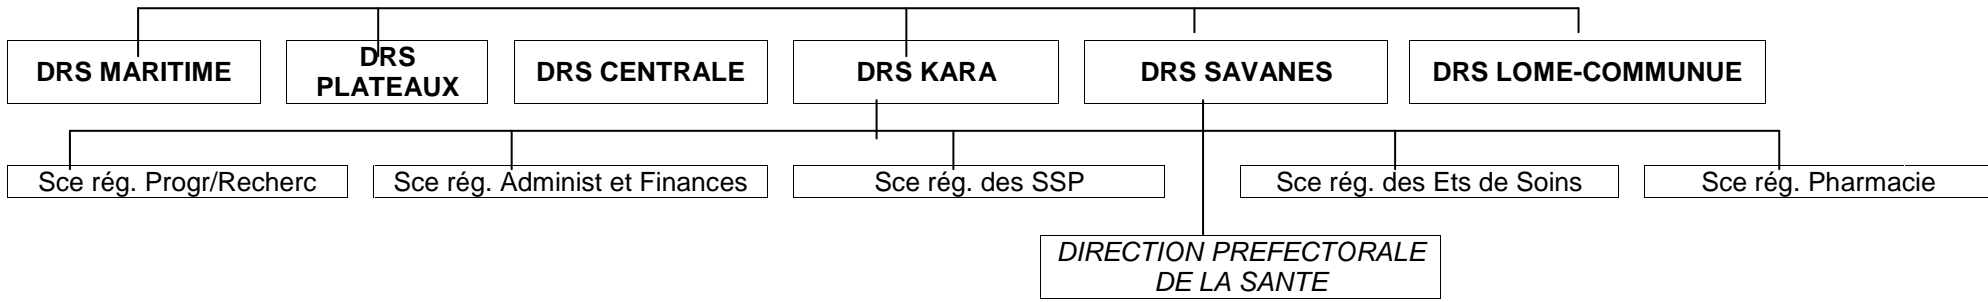 DRS MARITIME
DRS
PLATEAUX
DRS CENTRALE
DRS KARA
DRS SAVANES
DRS LOME-COMMUNUE
Sce rég. Progr/Recherc
Sce rég. Administ et Finances
Sce rég. des SSP
Sce rég. des Ets de Soins
Sce rég. Pharmacie
DIRECTION PREFECTORALE
DE LA SANTE